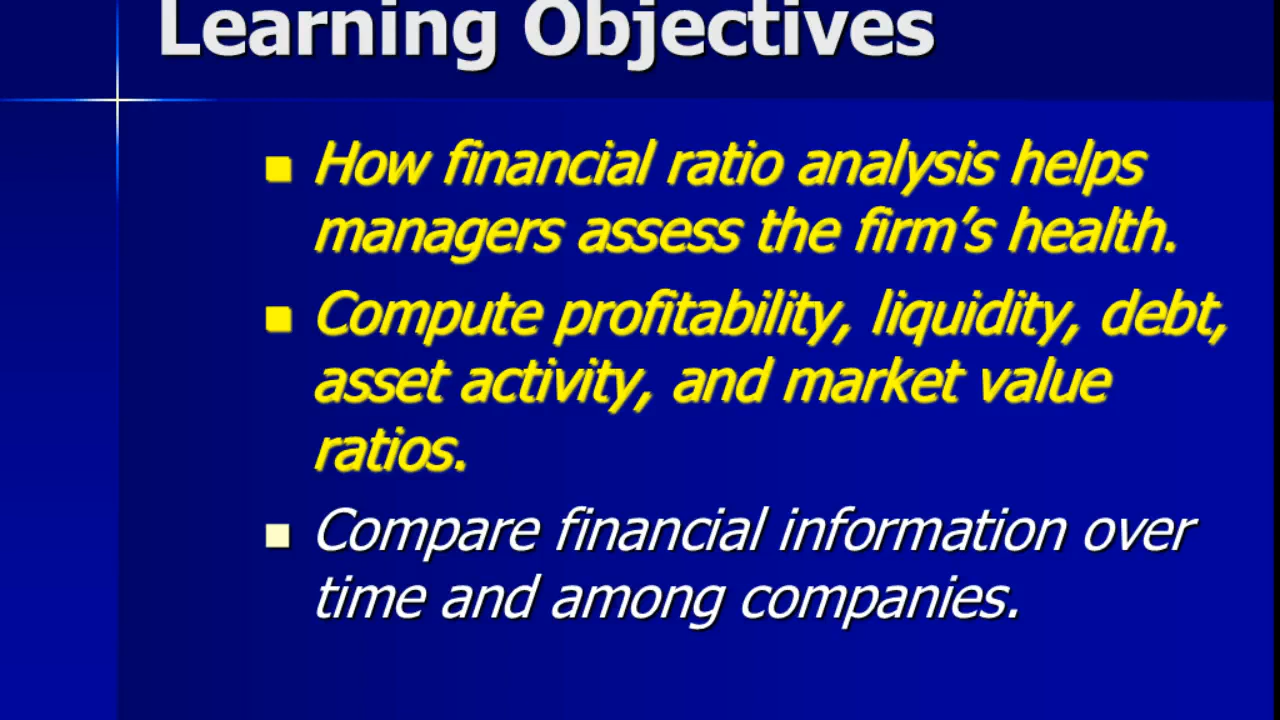 Learning Objectives
How financial ratio analysis helps
managers assess the firm’s health.
Compute profitability, liquidity, debt,
asset activity, and market value
ratios.
Compare financial information over
time and among companies.